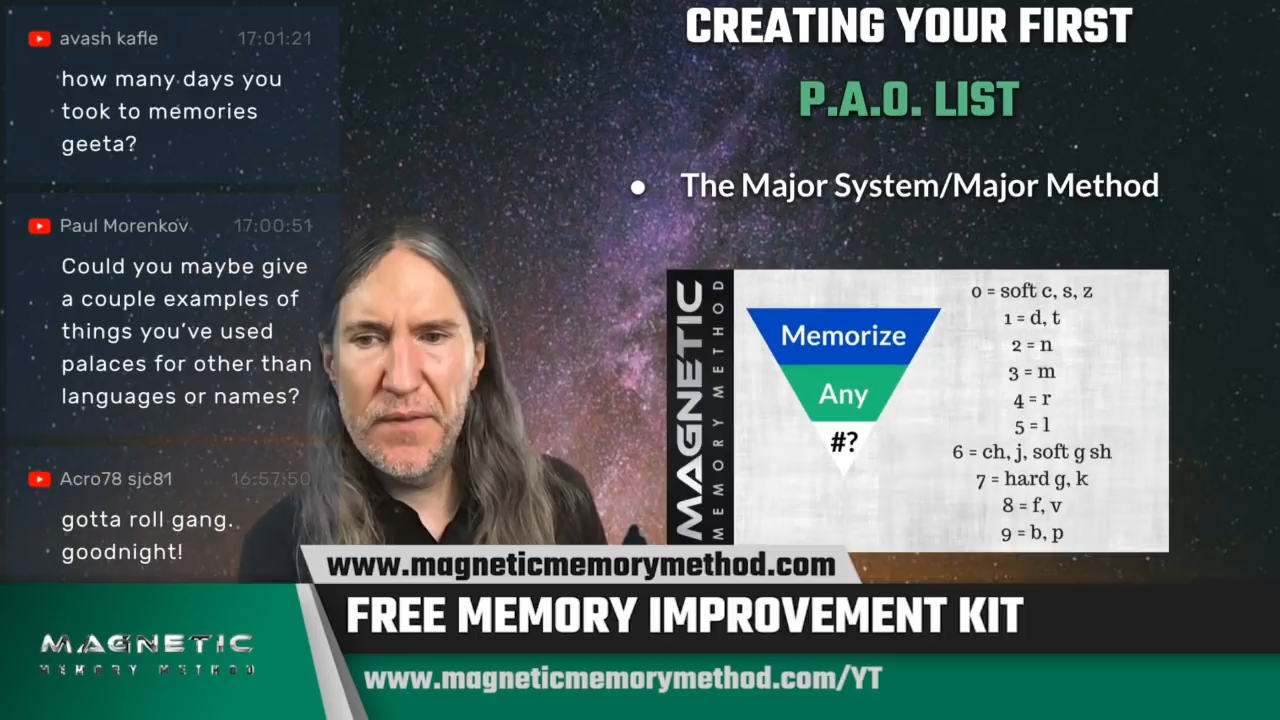 avash kafle 17:01:21
how many days you
took to memories
geeta?
Paul Morenkov 17:00:51
Could you maybe give
a couple examples of
things you've used
palaces for other than
languages or names?
Acro78 sjc81 16:57:50
gotta roll gang.
goodnight!
CREATING YOUR FIRST
P.A.O. LIST
● The Major System/Major Method
MAGNETIC
MEMORY METHOD
Memorize
Any
#?
0 = soft c, s, z
1 = d, t
2 = n
3 = m
4 = r
5 = l
6 = ch, j, soft g sh
7 = hard g, k
8 = f, v
9 = b, p
www.magneticmemorymethod.com
FREE MEMORY IMPROVEMENT KIT
www.magneticmemorymethod.com/YT
MAGNETIC
MEMORY METHOD